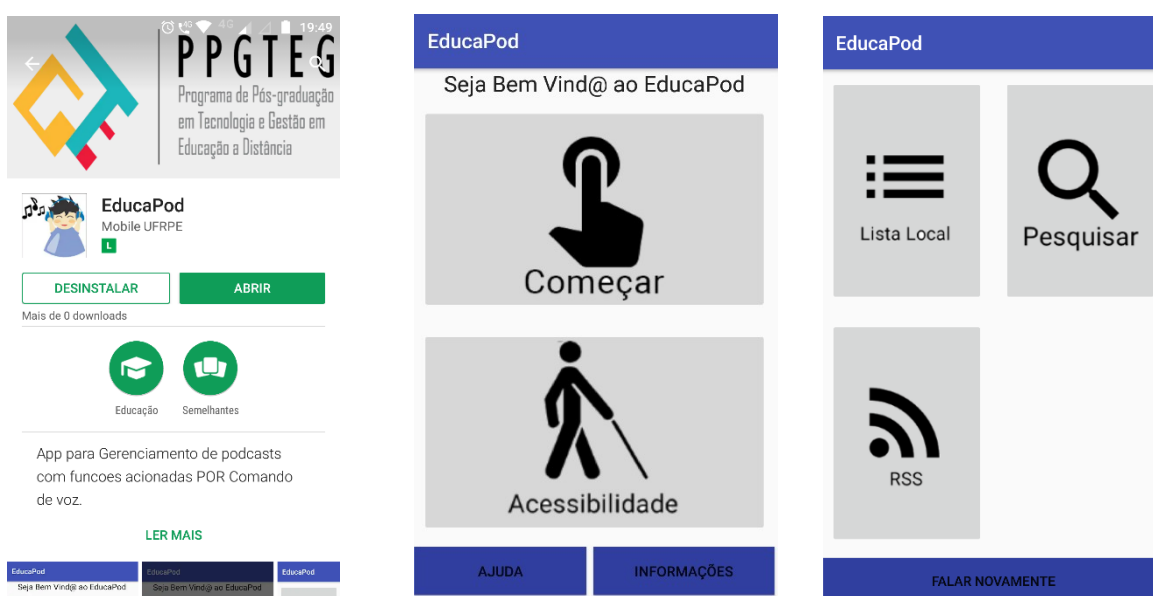 4G 4G 19:49
PPGTEG
Programa de Pós-graduação
em Tecnologia e Gestão em
Educação a Distância
EducaPod
Mobile UFRPE
L
DESINSTALAR
ABRIR
Mais de 0 downloads
Educação
Semelhantes
App para Gerenciamento de podcasts
com funcoes acionadas POR Comando
de voz.
LER MAIS
EducaPod
Seja Bem Vind@ ao EducaPod
EducaPod
Seja Bem Vind@ ao EducaPod
EducaPod
EducaPod
Seja Bem Vind@ ao EducaPod
Começar
Acessibilidade
AJUDA
INFORMAÇÕES
EducaPod
Lista Local
Pesquisar
RSS
FALAR NOVAMENTE